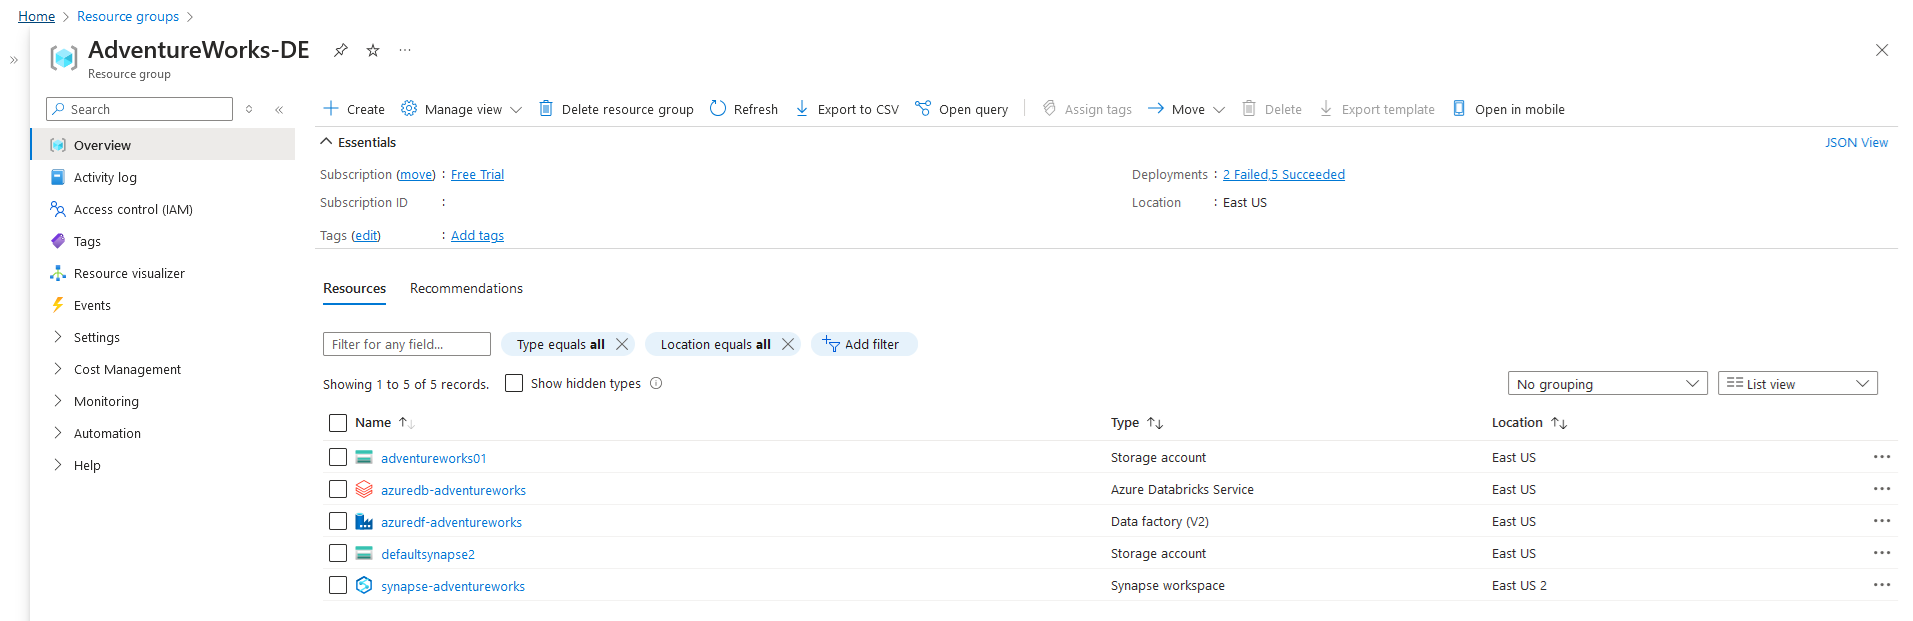 Home > Resource groups >
AdventureWorks-DE
Resource group
Search
Overview
Activity log
Access control (IAM)
Tags
Resource visualizer
Events
Settings
Cost Management
Monitoring
Automation
Help
Create Manage view Delete resource group Refresh Export to CSV Open query Assign tags Move Delete Export template Open in mobile
Essentials JSON View
Subscription (move) : Free Trial Deployments : 2 Failed,5 Succeeded
Subscription ID : Location : East US
Tags (edit) : Add tags
Resources Recommendations
Filter for any field... Type equals all Location equals all Add filter
Showing 1 to 5 of 5 records. Show hidden types No grouping List view
Name Type Location
adventureworks01 Storage account East US
azuredb-adventureworks Azure Databricks Service East US
azuredf-adventureworks Data factory (V2) East US
defaultsynapse2 Storage account East US
synapse-adventureworks Synapse workspace East US 2